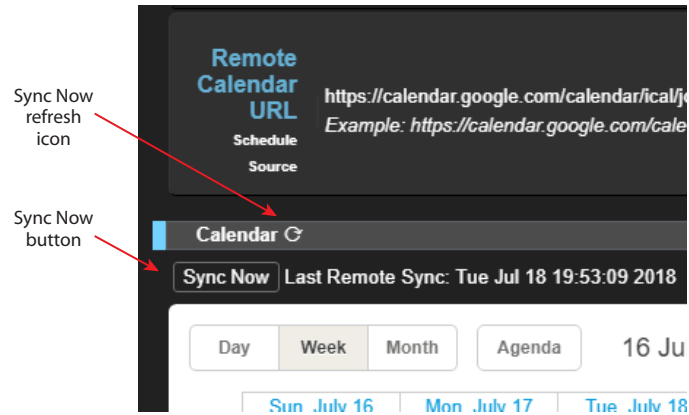 Remote
Calendar
URL
Schedule
Source
https://calendar.google.com/calendar/ical/jo
Example: https://calendar.google.com/cale
Sync Now
refresh
icon
Sync Now
button
Calendar
Sync Now Last Remote Sync: Tue Jul 18 19:53:09 2018
Day Week Month Agenda 16 Ju
Sun, July 16 Mon, July 17 Tue, July 18